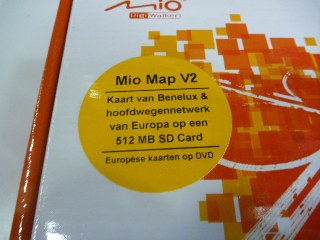 Mio
DigiWalker
Mio Map V2
Kaart van Benelux &
hoofdwegennetwerk
van Europa op een
512 MB SD Card
Europese kaarten op DVD